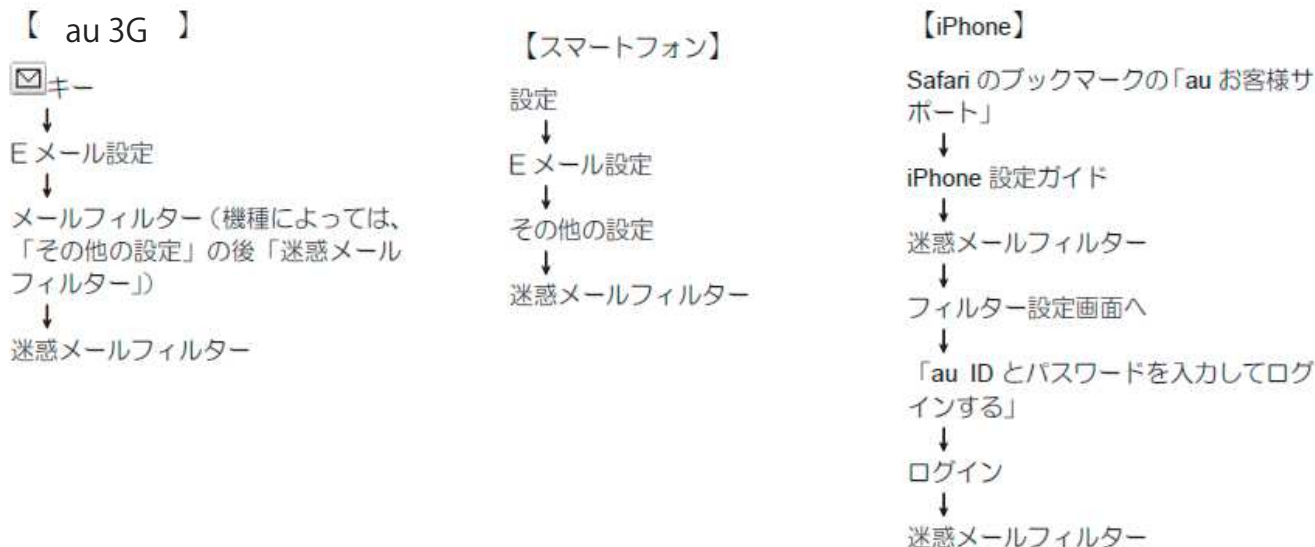 【 au 3G 】
キー
↓
Eメール設定
↓
メールフィルター（機種によっては、
「その他の設定」の後「迷惑メール
フィルター」）
↓
迷惑メールフィルター
【スマートフォン】
設定
↓
Eメール設定
↓
その他の設定
↓
迷惑メールフィルター
【iPhone】
Safari のブックマークの「au お客様サ
ポート」
↓
iPhone 設定ガイド
↓
迷惑メールフィルター
↓
フィルター設定画面へ
↓
「au ID とパスワードを入力してログ
インする」
↓
ログイン
↓
迷惑メールフィルター